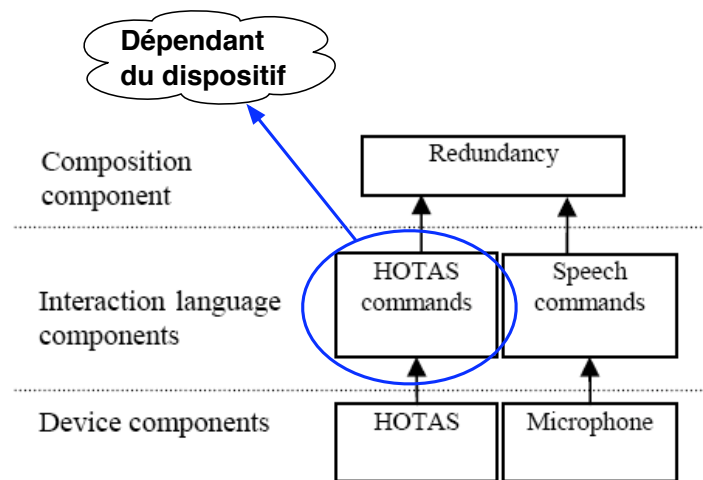 Dépendant
du dispositif
Composition
component
Redundancy
Interaction language
components
HOTAS
commands
Speech
commands
Device components
HOTAS
Microphone